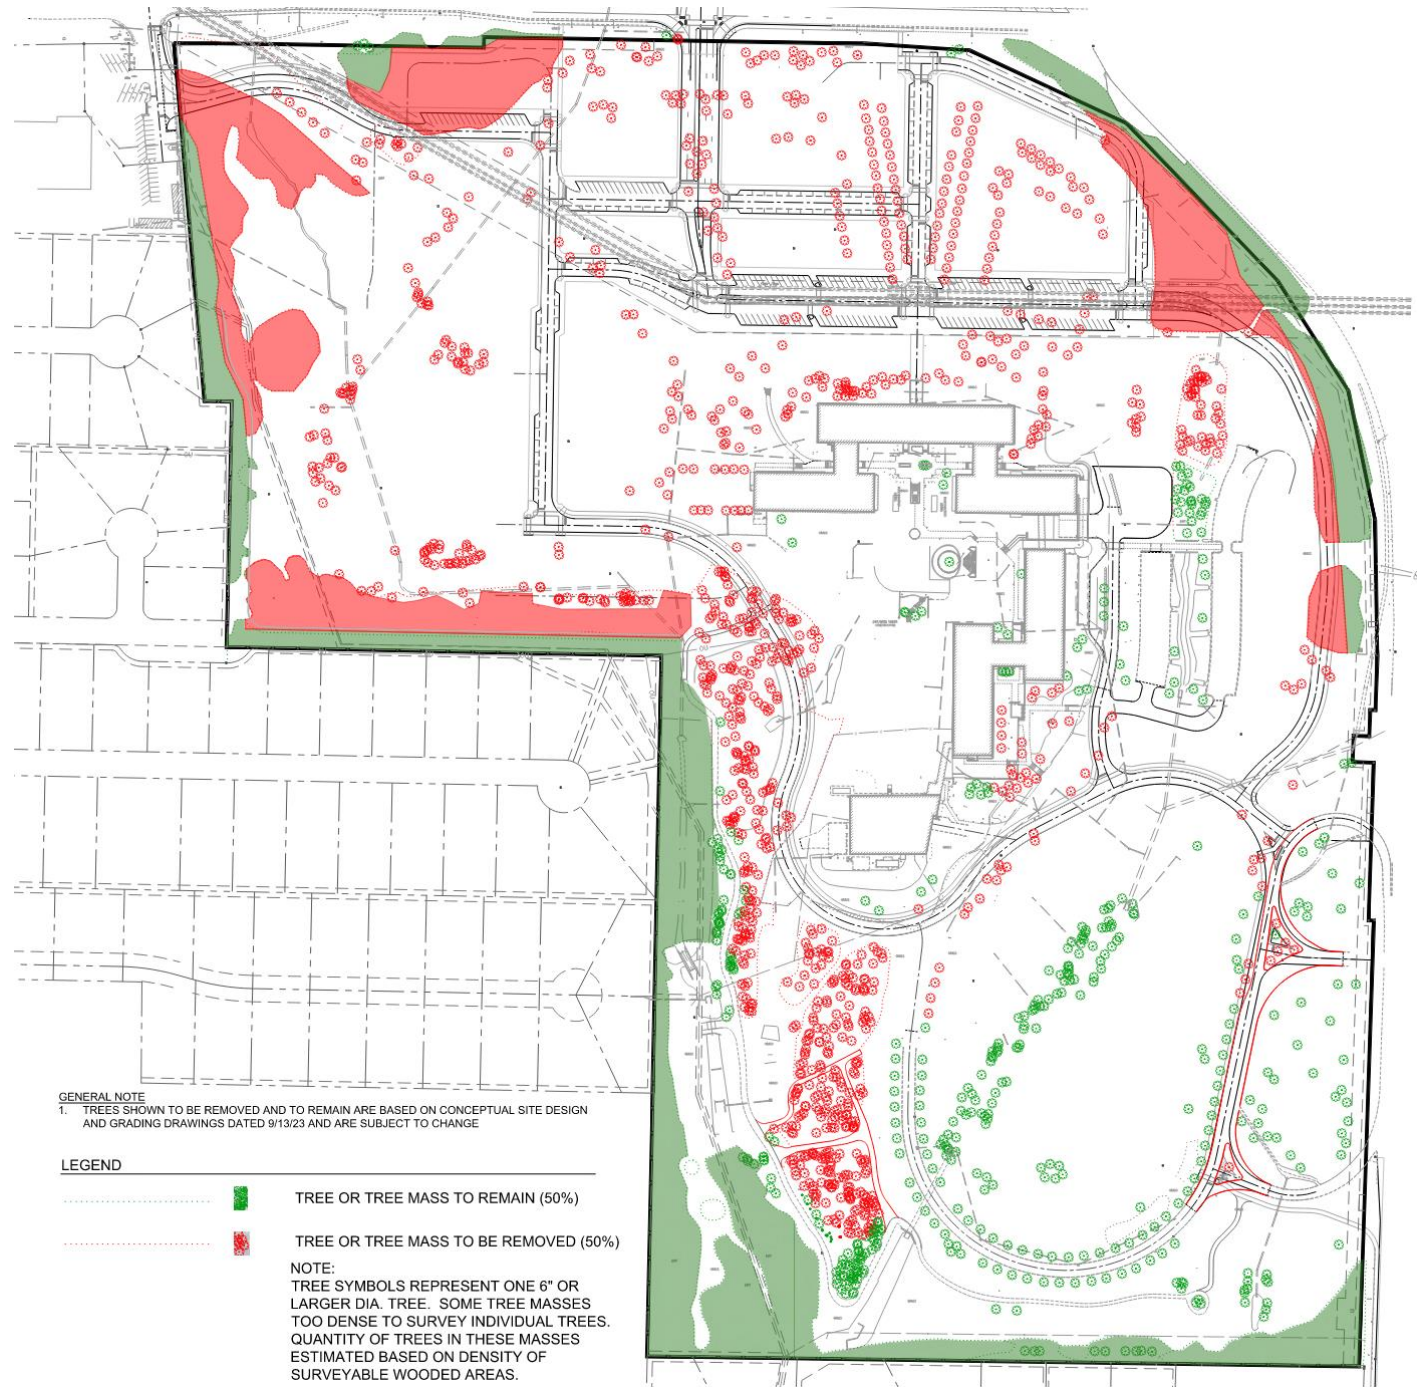 GENERAL NOTE
1. TREES SHOWN TO BE REMOVED AND TO REMAIN ARE BASED ON CONCEPTUAL SITE DESIGN
AND GRADING DRAWINGS DATED 9/13/23 AND ARE SUBJECT TO CHANGE
LEGEND
TREE OR TREE MASS TO REMAIN (50%)
TREE OR TREE MASS TO BE REMOVED (50%)
NOTE:
TREE SYMBOLS REPRESENT ONE 6" OR
LARGER DIA. TREE. SOME TREE MASSES
TOO DENSE TO SURVEY INDIVIDUAL TREES.
QUANTITY OF TREES IN THESE MASSES
ESTIMATED BASED ON DENSITY OF
SURVEYABLE WOODED AREAS.